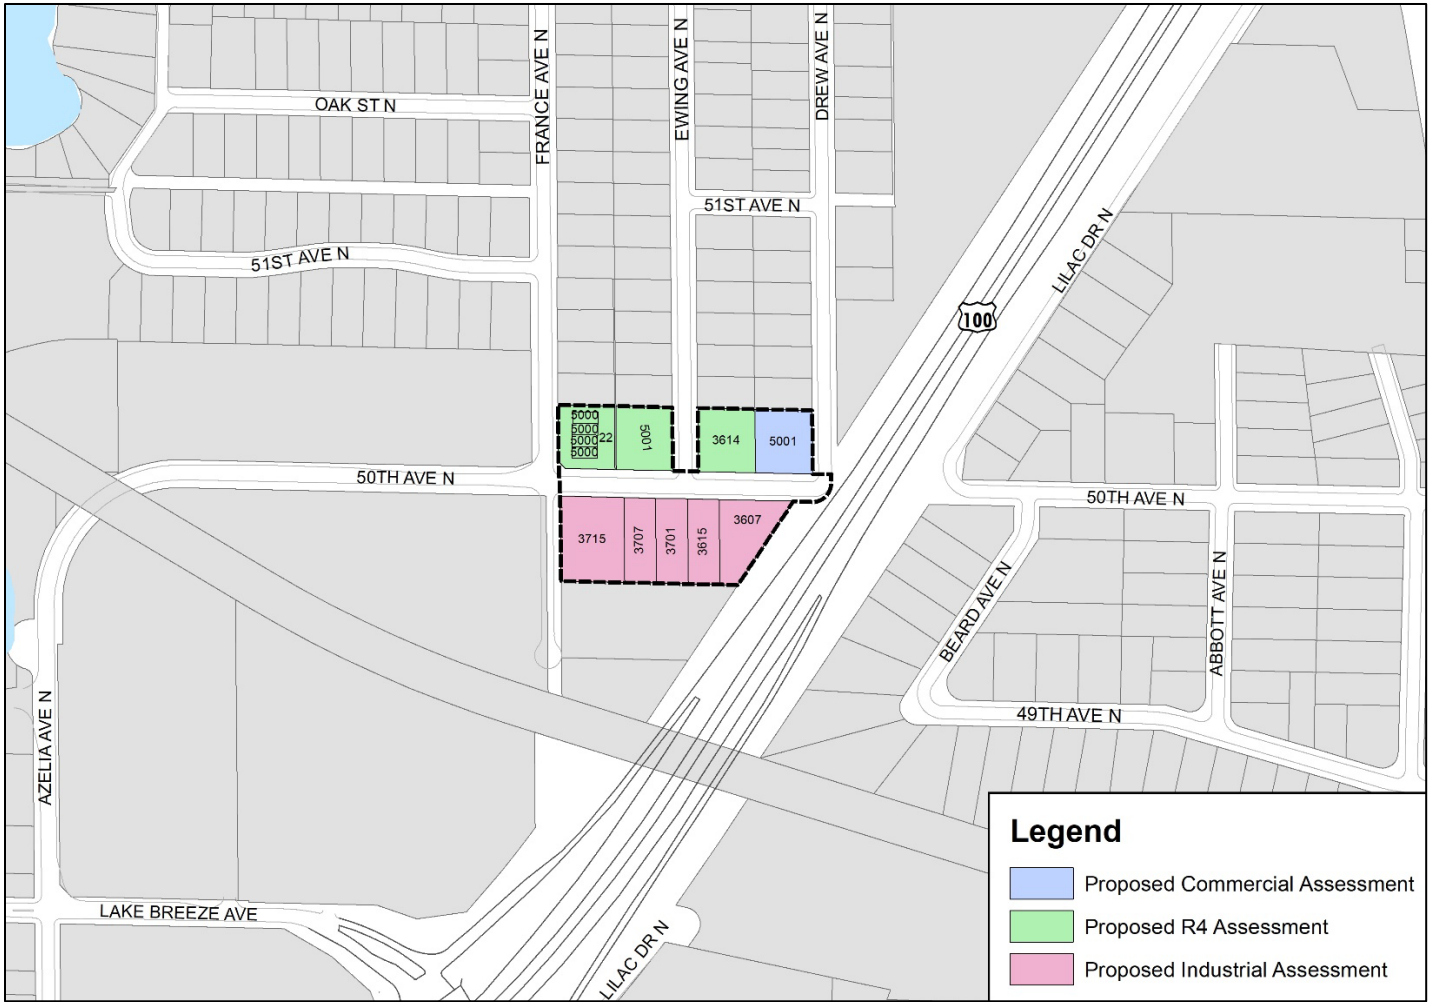 OAK ST N
FRANCE AVE N
EWING AVE N
DREW AVE N
51ST AVE N
51ST AVE N
LILAC DR N
100
5000
5000
5000
5000
22
5001
3614
5001
50TH AVE N
50TH AVE N
3715
3707
3701
3615
3607
BEARD AVE N
ABBOTT AVE N
49TH AVE N
AZELIA AVE N
LAKE BREEZE AVE
LILAC DR N
Legend
Proposed Commercial Assessment
Proposed R4 Assessment
Proposed Industrial Assessment